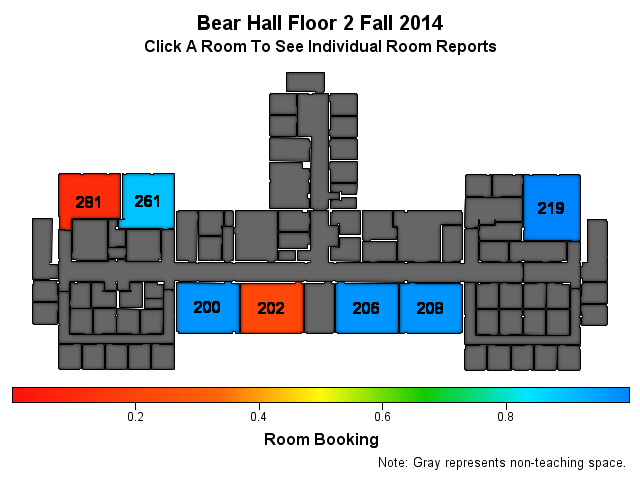 Bear Hall Floor 2 Fall 2014
Click A Room To See Individual Room Reports
281
261
219
200
202
206
208
0.2 0.4 0.6 0.8
Room Booking
Note: Gray represents non-teaching space.